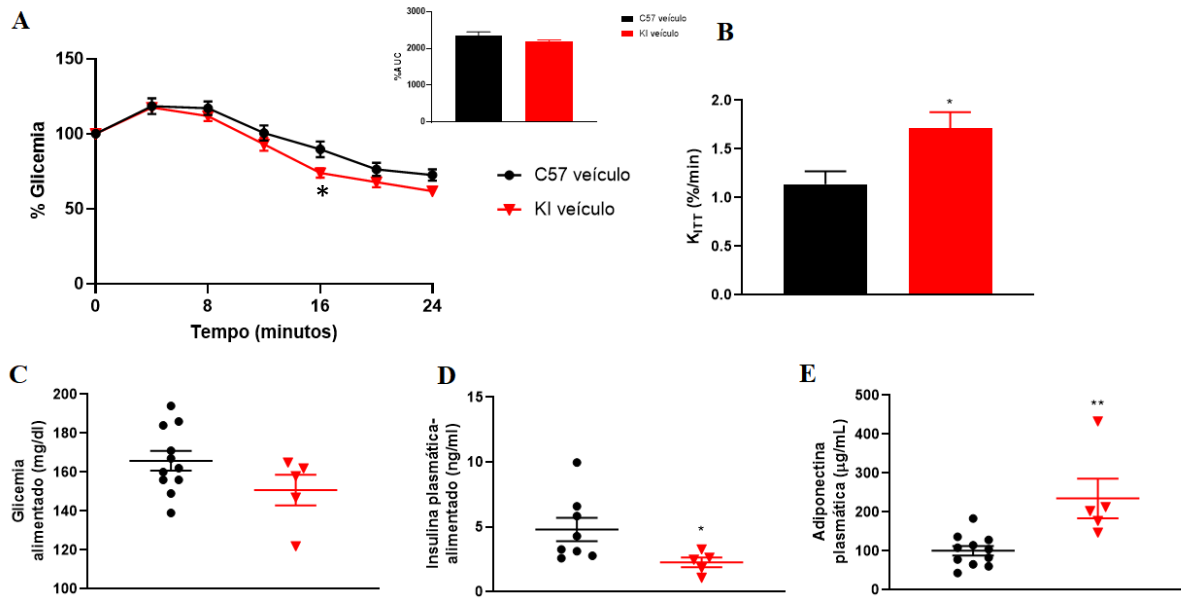 A
150
100
50
0
% Glicemia
0
8
16
24
Tempo (minutos)
*
3000
2000
1000
0
%AUC
C57 veículo
KI veículo
C57 veículo
KI veículo
B
2.0
1.5
1.0
0.5
0.0
KITT (%/min)
*
C
200
180
160
140
120
100
Glicemia
alimentado (mg/dl)
D
15
10
5
0
Insulina plasmática-
alimentado (ng/ml)
*
E
500
400
300
200
100
0
Adiponectina
plasmática (µg/mL)
**